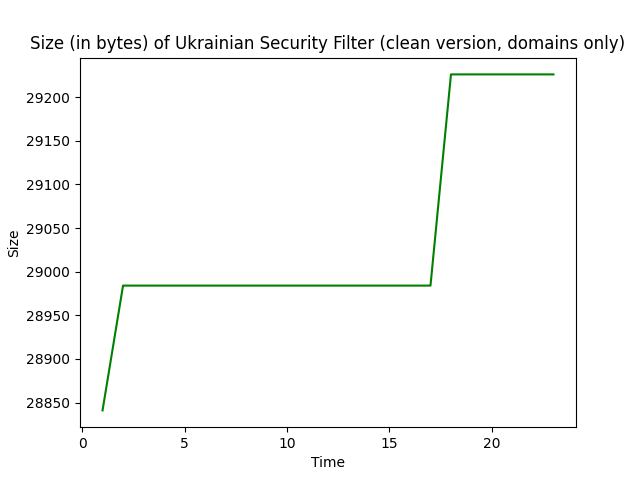 Size (in bytes) of Ukrainian Security Filter (clean version, domains only)
29200
29150
29100
29050
29000
28950
28900
28850
Size
0 5 10 15 20
Time